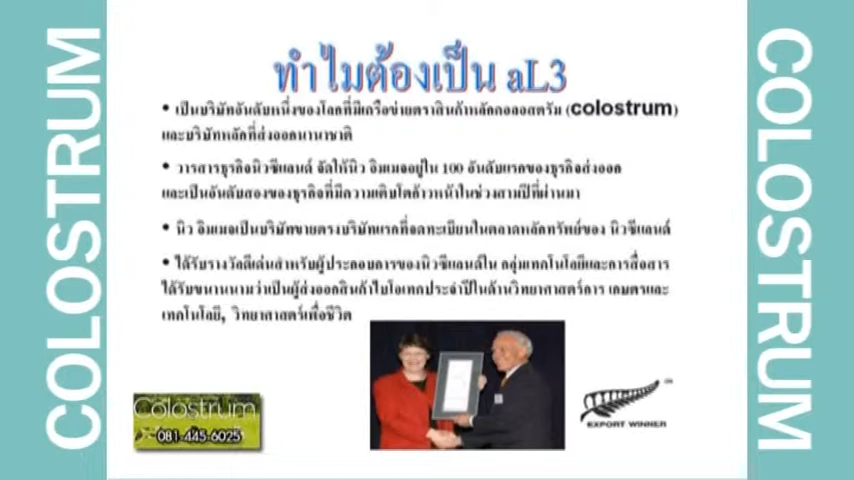 COLOSTRUM
ทำไมต้องเป็น aL3
• เป็นบริษัทอันดับหนึ่งของโลกที่มีเครือข่ายตราสินค้าหลักคอลอสตรัม (colostrum)
และบริษัทหลักที่ส่งออกนานาชาติ
• วารสารธุรกิจนิวซีแลนด์ จัดให้นิว อิมเมจอยู่ใน 100 อันดับแรกของธุรกิจส่งออก
และเป็นอันดับสองของธุรกิจที่มีความเติบโตก้าวหน้าในช่วงสามปีที่ผ่านมา
• นิว อิมเมจเป็นบริษัทขายตรงบริษัทแรกที่จดทะเบียนในตลาดหลักทรัพย์ของ นิวซีแลนด์
• ได้รับรางวัลดีเด่นสำหรับผู้ประกอบการของนิวซีแลนด์ใน กลุ่มเทคโนโลยีและการสื่อสาร
ได้รับขนานนามว่าเป็นผู้ส่งออกสินค้าไบโอเทคประจำปีในด้านวิทยาศาสตร์การ เกษตรและ
เทคโนโลยี, วิทยาศาสตร์เพื่อชีวิต
Colostrum
081-445-6025
EXPORT WINNER
COLOSTRUM